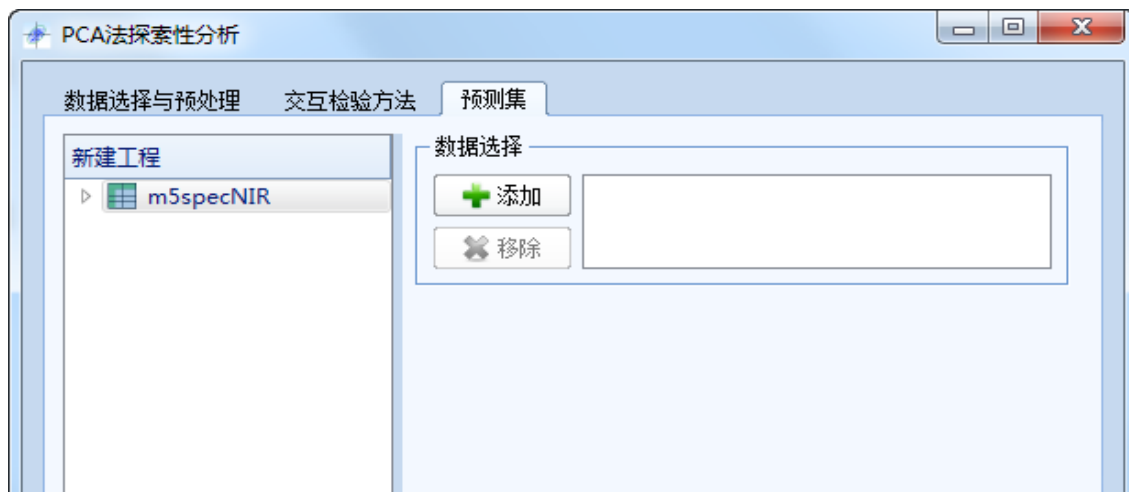 PCA法探索性分析
数据选择与预处理 交互检验方法 预测集
新建工程
m5specNIR
数据选择
添加
移除